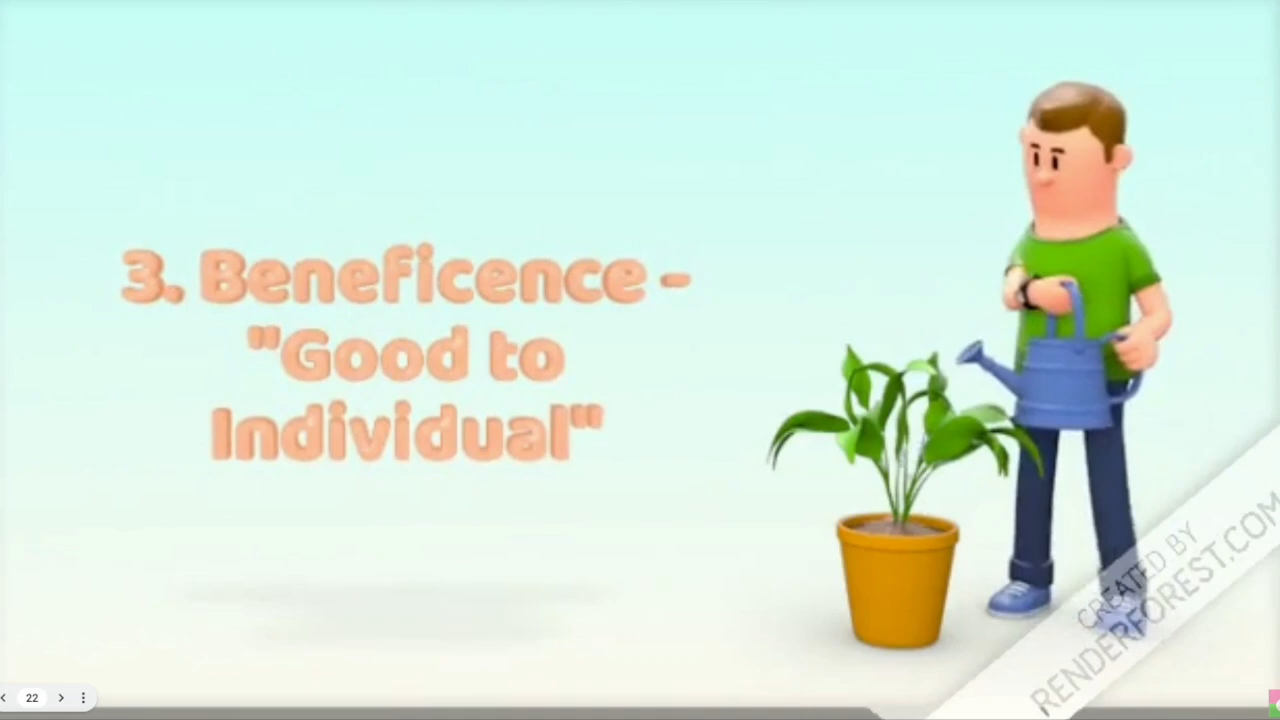 3. Beneficence -
"Good to
Individual"
CREATED BY
RENDERFOREST.COM
22